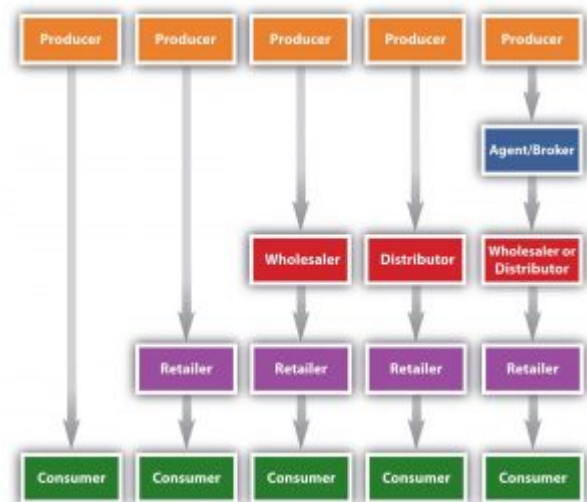 Producer Producer Producer Producer Producer
Agent/Broker
Wholesaler Distributor Wholesaler or
Distributor
Retailer Retailer Retailer Retailer
Consumer Consumer Consumer Consumer Consumer